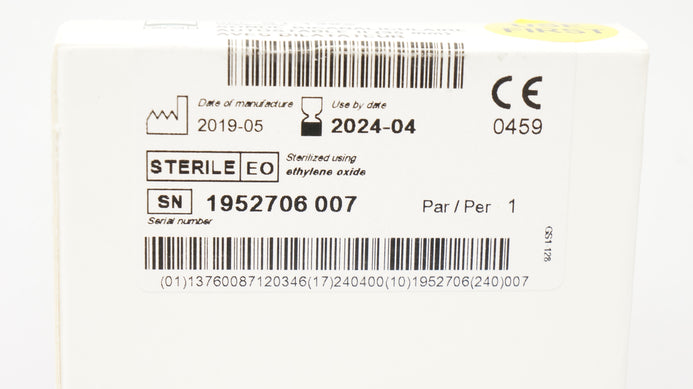 FIRST
Date of manufacture
2019-05
Use by date
2024-04
CE
0459
STERILE EO
Sterilized using
ethylene oxide
SN 1952706 007
Serial number
Par / Per 1
GS1 128
(01)13760087120346(17)240400(10)1952706(240)007